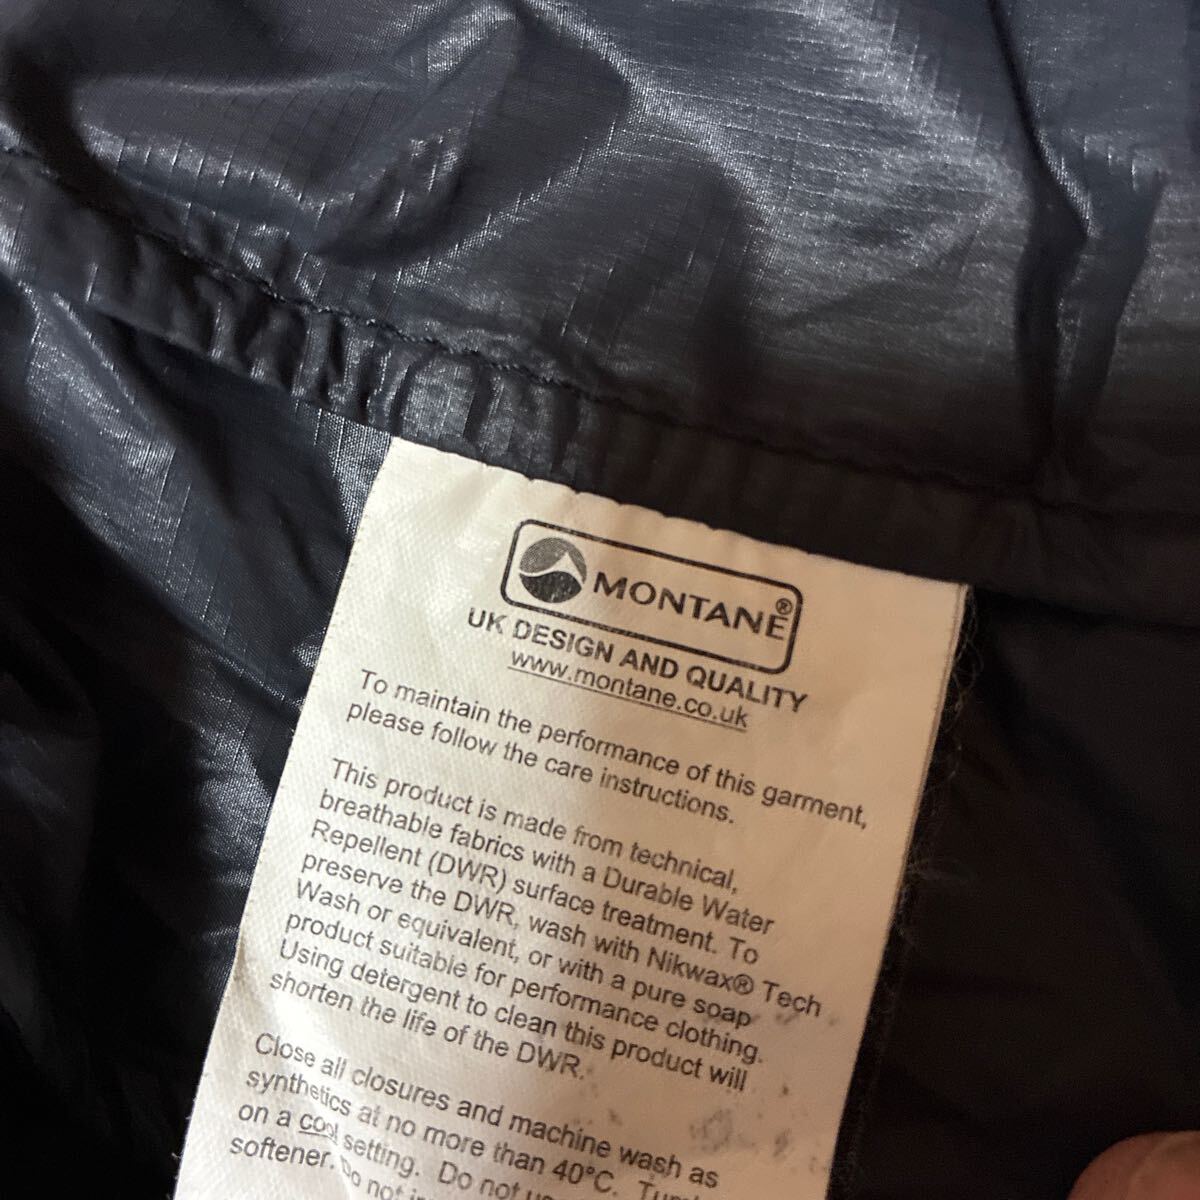 MONTANE®
UK DESIGN AND QUALITY
www.montane.co.uk
To maintain the performance of this garment,
please follow the care instructions.
This product is made from technical,
breathable fabrics with a Durable Water
Repellent (DWR) surface treatment. To
preserve the DWR, wash with Nikwax® Tech
Wash or equivalent, or with a pure soap
product suitable for performance clothing.
Using detergent to clean this product will
shorten the life of the DWR.
Close all closures and machine wash as
synthetics at no more than 40°C.
on a cool setting. Do not
softener. Do not